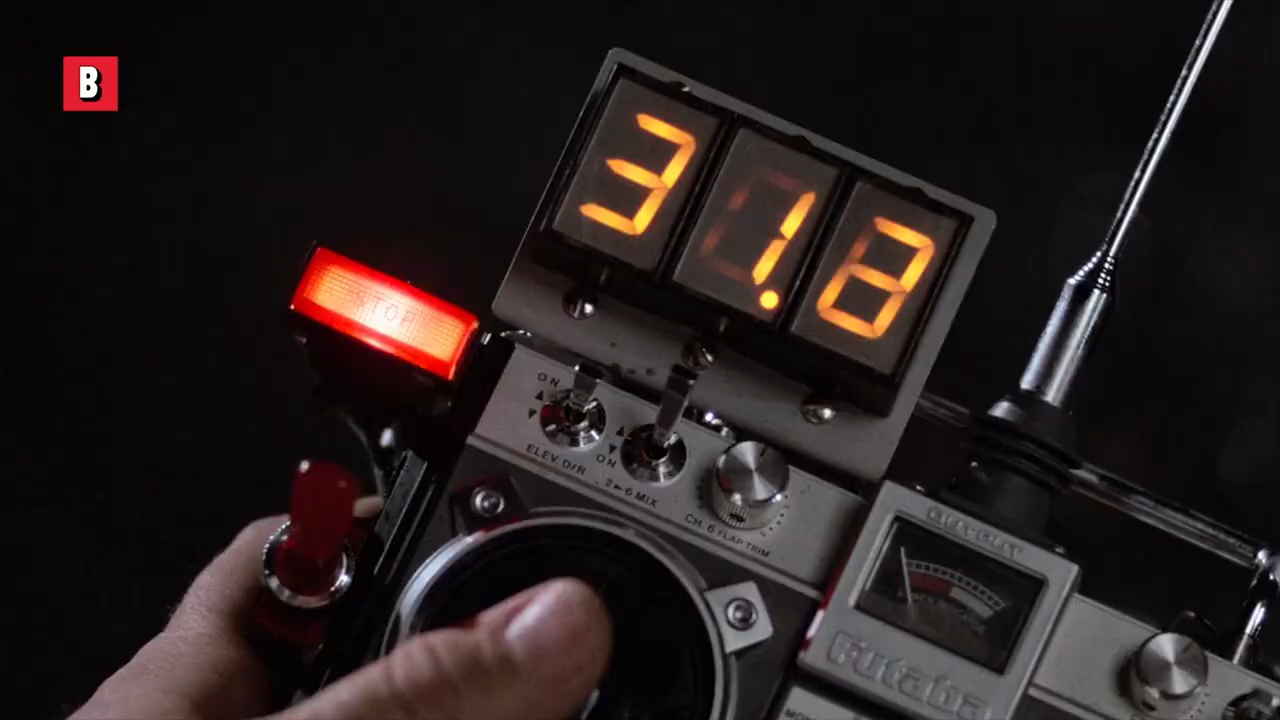 B
31.8
STOP
ON
ELEV. D/R
ON
2►6 MIX
CH. 6 FLAP TRIM
Futaba